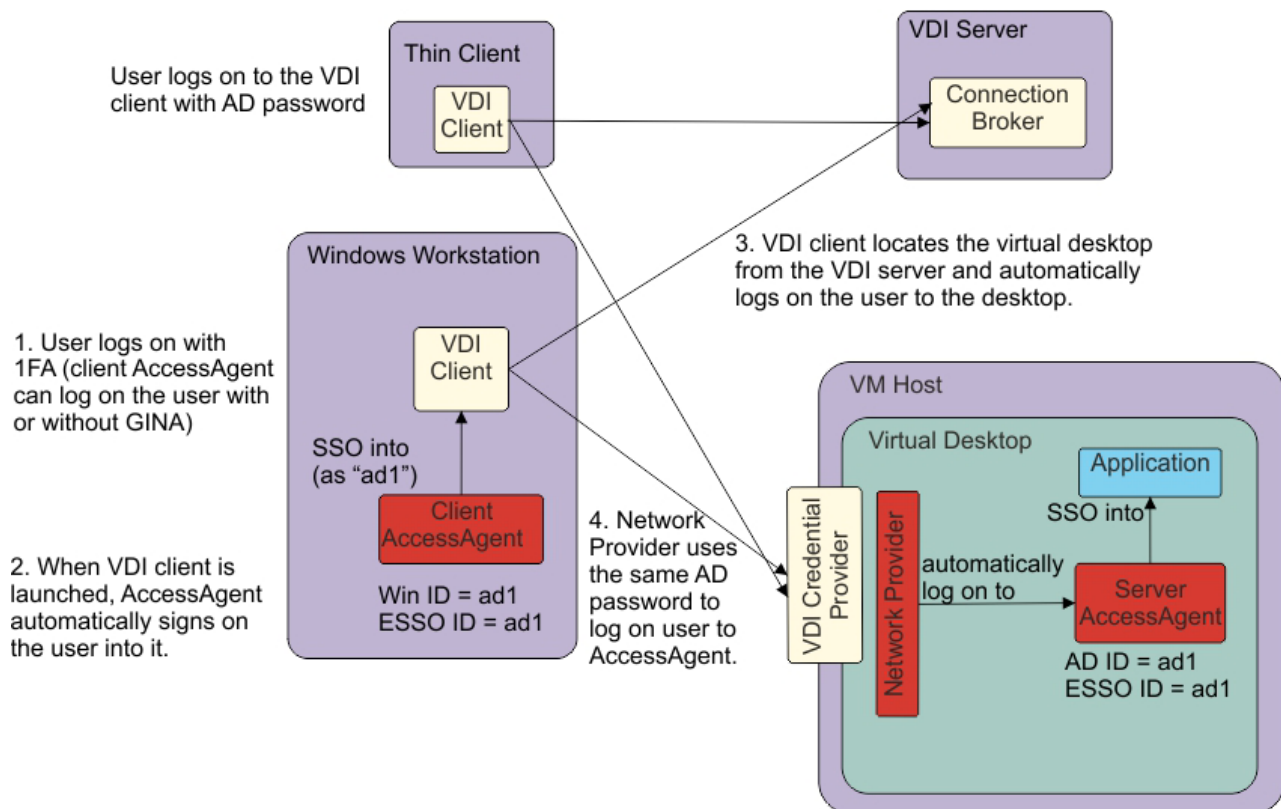 User logs on to the VDI
client with AD password
Thin Client
VDI
Client
VDI Server
Connection
Broker
Windows Workstation
3. VDI client locates the virtual desktop
from the VDI server and automatically
logs on the user to the desktop.
1. User logs on with
1FA (client AccessAgent
can log on the user with
or without GINA)
VDI
Client
SSO into
(as “ad1”)
Client
AccessAgent
Win ID = ad1
ESSO ID = ad1
2. When VDI client is
launched, AccessAgent
automatically signs on
the user into it.
4. Network
Provider uses
the same AD
password to
log on user to
AccessAgent.
VM Host
Virtual Desktop
Application
SSO into
VDI Credential
Provider
Network Provider
automatically
log on to
Server
AccessAgent
AD ID = ad1
ESSO ID = ad1